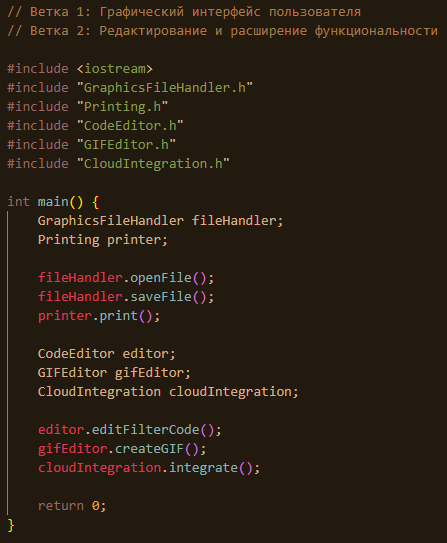 // Ветка 1: Графический интерфейс пользователя
// Ветка 2: Редактирование и расширение функциональности
#include <iostream>
#include "GraphicsFileHandler.h"
#include "Printing.h"
#include "CodeEditor.h"
#include "GIFEditor.h"
#include "CloudIntegration.h"
int main() {
    GraphicsFileHandler fileHandler;
    Printing printer;
    fileHandler.openFile();
    fileHandler.saveFile();
    printer.print();
    CodeEditor editor;
    GIFEditor gifEditor;
    CloudIntegration cloudIntegration;
    editor.editFilterCode();
    gifEditor.createGIF();
    cloudIntegration.integrate();
    return 0;
}